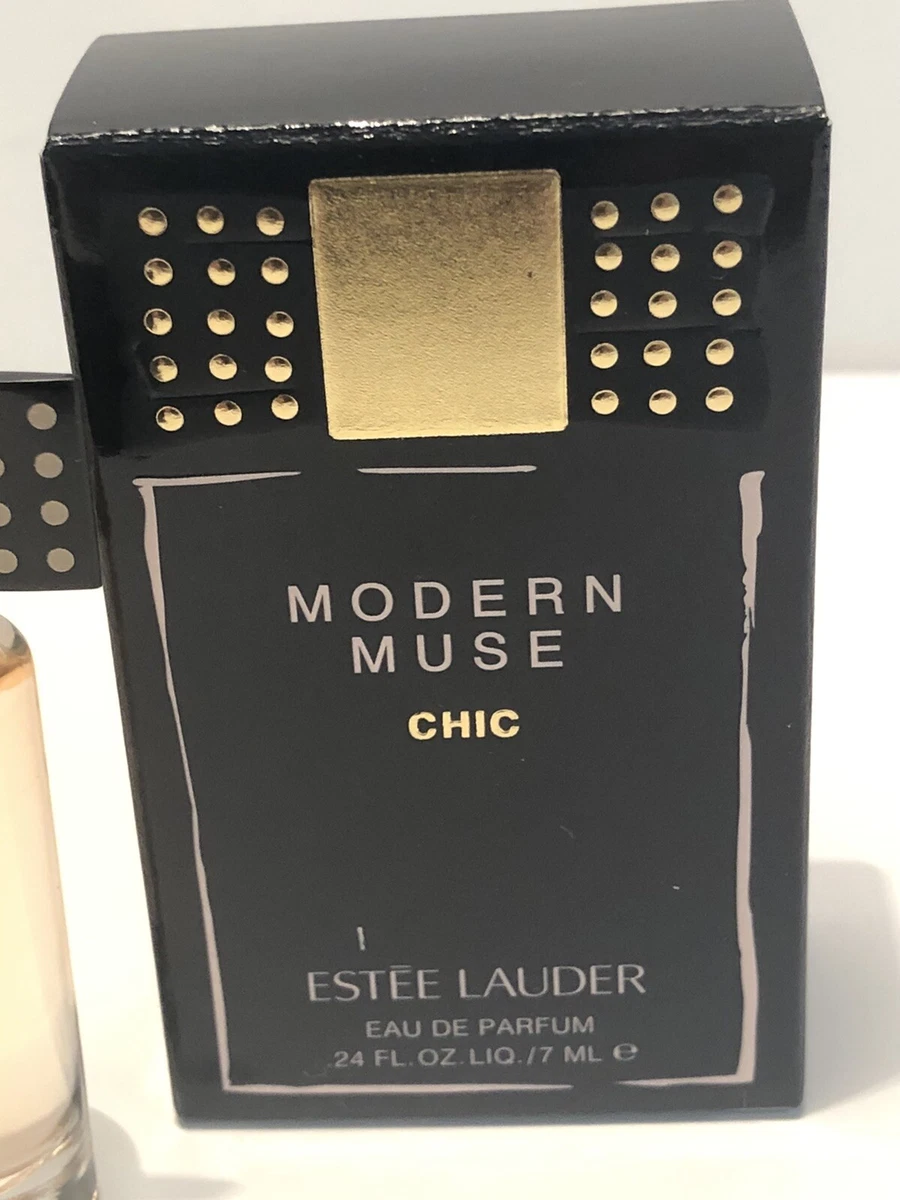 MODERN
MUSE
CHIC
ESTĒE LAUDER
EAU DE PARFUM
.24 FL.OZ.LIQ./7 ML ℮